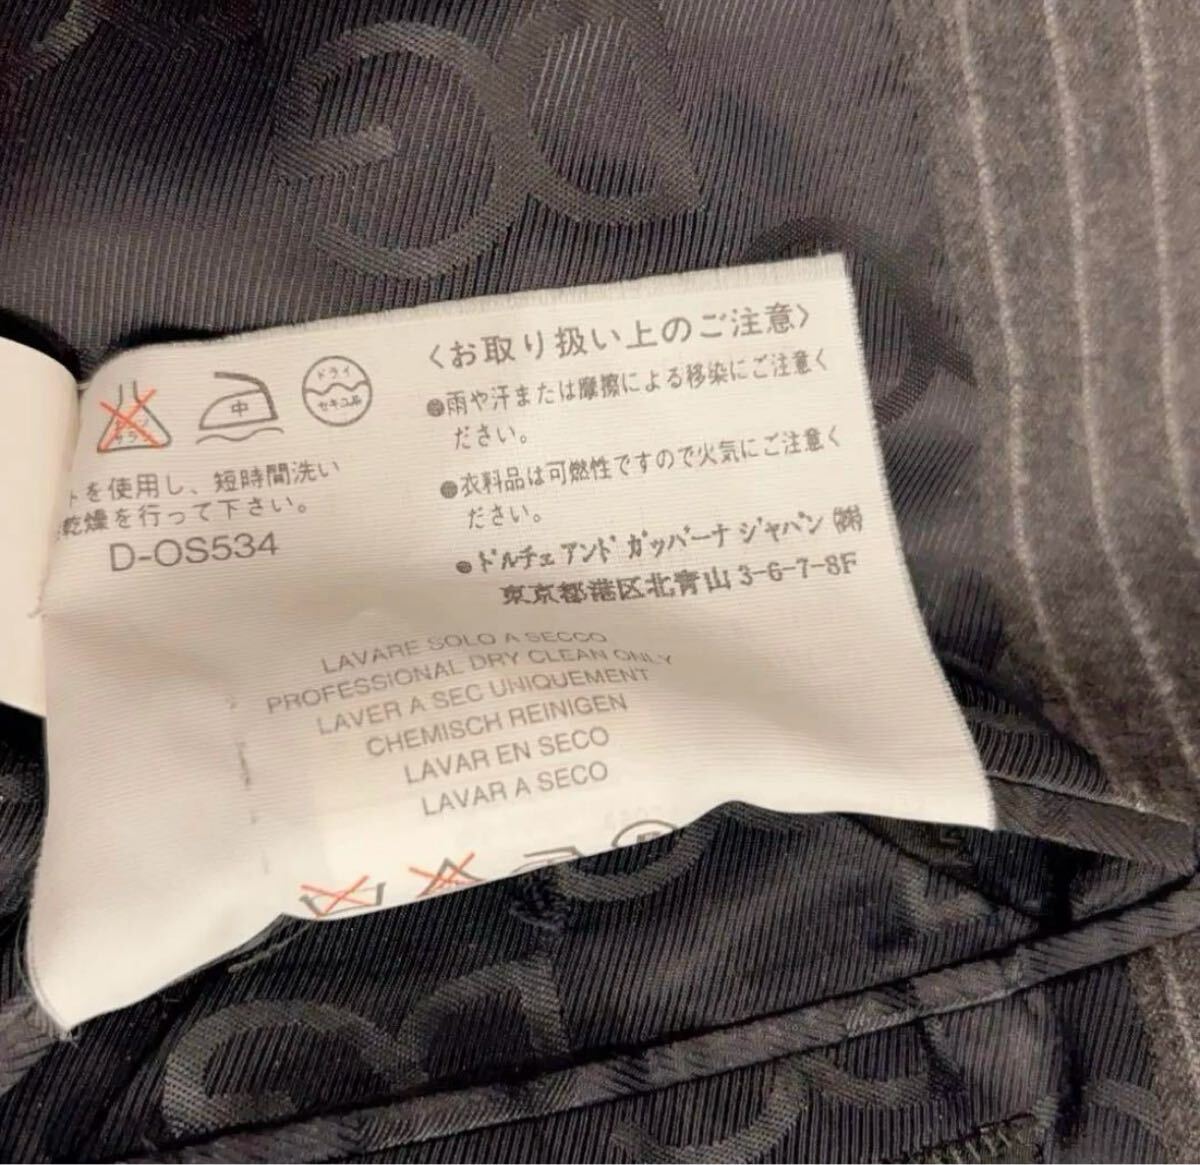 エンソ
サラシ
中
ドライ
セキユ系
トを使用し、短時間洗い
乾燥を行って下さい。
D-OS534
〈お取り扱い上のご注意〉
●雨や汗または摩擦による移染にご注意く
ださい。
●衣料品は可燃性ですので火気にご注意く
ださい。
●ドルチェ アンド ガッバーナ ジャパン ㈱
東京都港区北青山 3-6-7-8F
LAVARE SOLO A SECCO
PROFESSIONAL DRY CLEAN ONLY
LAVER A SEC UNIQUEMENT
CHEMISCH REINIGEN
LAVAR EN SECO
LAVAR A SECO